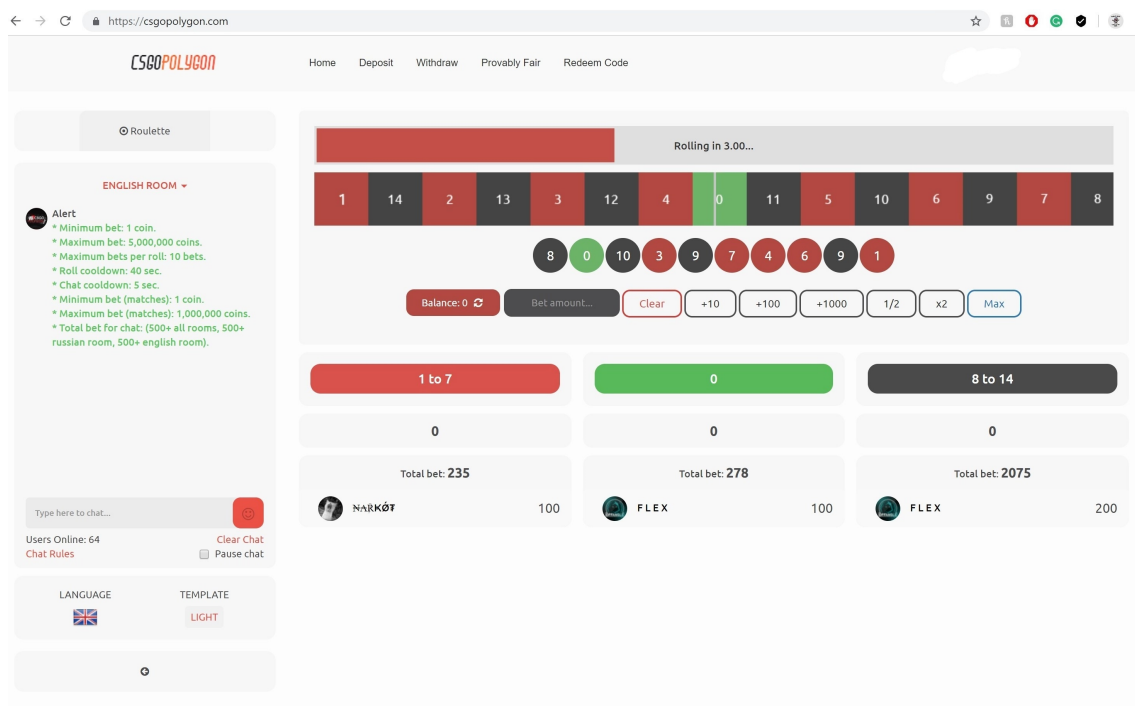 https://csgopolygon.com
CSGOPOLYGON
Home Deposit Withdraw Provably Fair Redeem Code
Roulette
Rolling in 3.00...
1 14 2 13 3 12 4 0 11 5 10 6 9 7 8
ENGLISH ROOM
Alert
* Minimum bet: 1 coin.
* Maximum bet: 5,000,000 coins.
* Maximum bets per roll: 10 bets.
* Roll cooldown: 40 sec.
* Chat cooldown: 5 sec.
* Minimum bet (matches): 1 coin.
* Maximum bet (matches): 1,000,000 coins.
* Total bet for chat: (500+ all rooms, 500+
russian room, 500+ english room).
8 0 10 3 9 7 4 6 9 1
Balance: 0 Bet amount... Clear +10 +100 +1000 1/2 x2 Max
1 to 7 0 8 to 14
0 0 0
Total bet: 235 Total bet: 278 Total bet: 2075
NARKØT 100 FLEX 100 FLEX 200
Type here to chat...
Users Online: 64 Clear Chat
Chat Rules Pause chat
LANGUAGE TEMPLATE
LIGHT